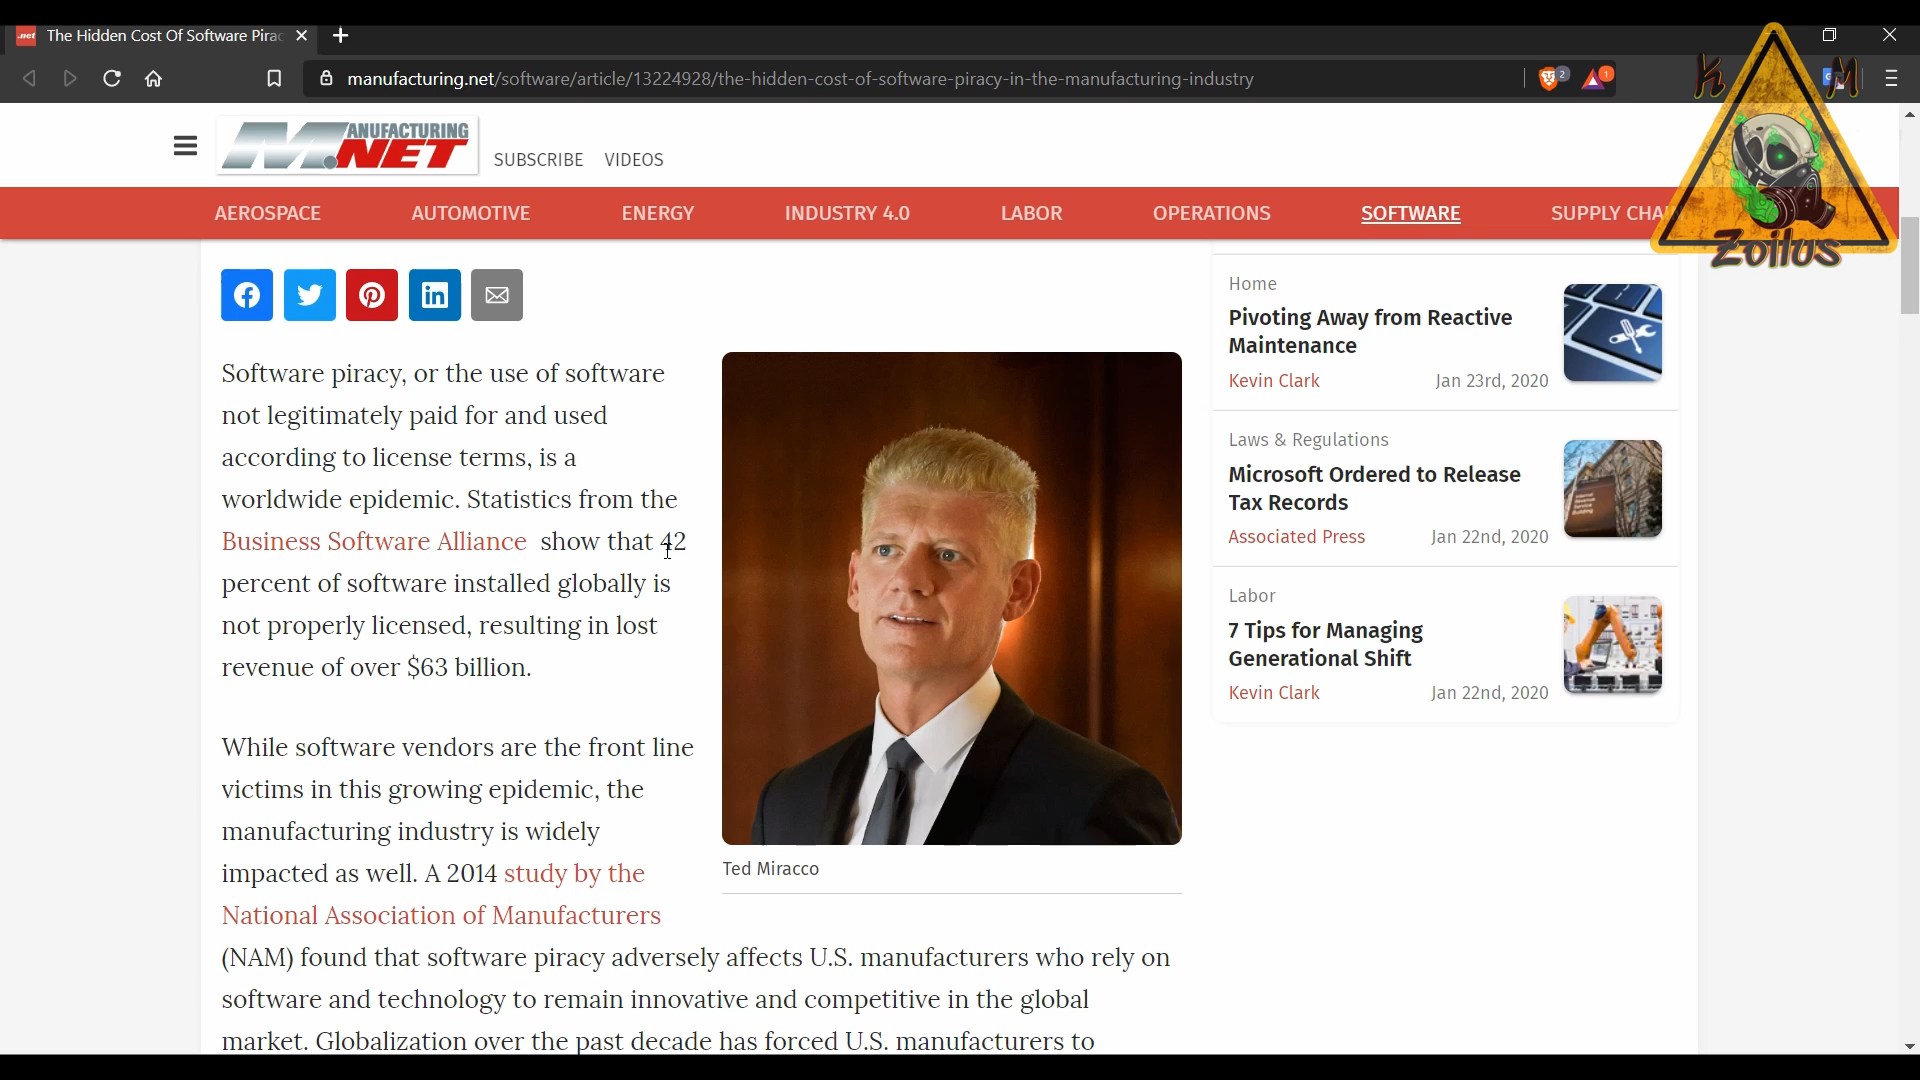 .net The Hidden Cost Of Software Pira
manufacturing.net/software/article/13224928/the-hidden-cost-of-software-piracy-in-the-manufacturing-industry
2
1
K M
Zoilus
MANUFACTURING
.NET
SUBSCRIBE VIDEOS
AEROSPACE AUTOMOTIVE ENERGY INDUSTRY 4.0 LABOR OPERATIONS SOFTWARE SUPPLY CHA
Software piracy, or the use of software
not legitimately paid for and used
according to license terms, is a
worldwide epidemic. Statistics from the
Business Software Alliance show that 42
percent of software installed globally is
not properly licensed, resulting in lost
revenue of over $63 billion.
While software vendors are the front line
victims in this growing epidemic, the
manufacturing industry is widely
impacted as well. A 2014 study by the
National Association of Manufacturers
(NAM) found that software piracy adversely affects U.S. manufacturers who rely on
software and technology to remain innovative and competitive in the global
market. Globalization over the past decade has forced U.S. manufacturers to
Ted Miracco
Home
Pivoting Away from Reactive
Maintenance
Kevin Clark Jan 23rd, 2020
Laws & Regulations
Microsoft Ordered to Release
Tax Records
Associated Press Jan 22nd, 2020
Labor
7 Tips for Managing
Generational Shift
Kevin Clark Jan 22nd, 2020